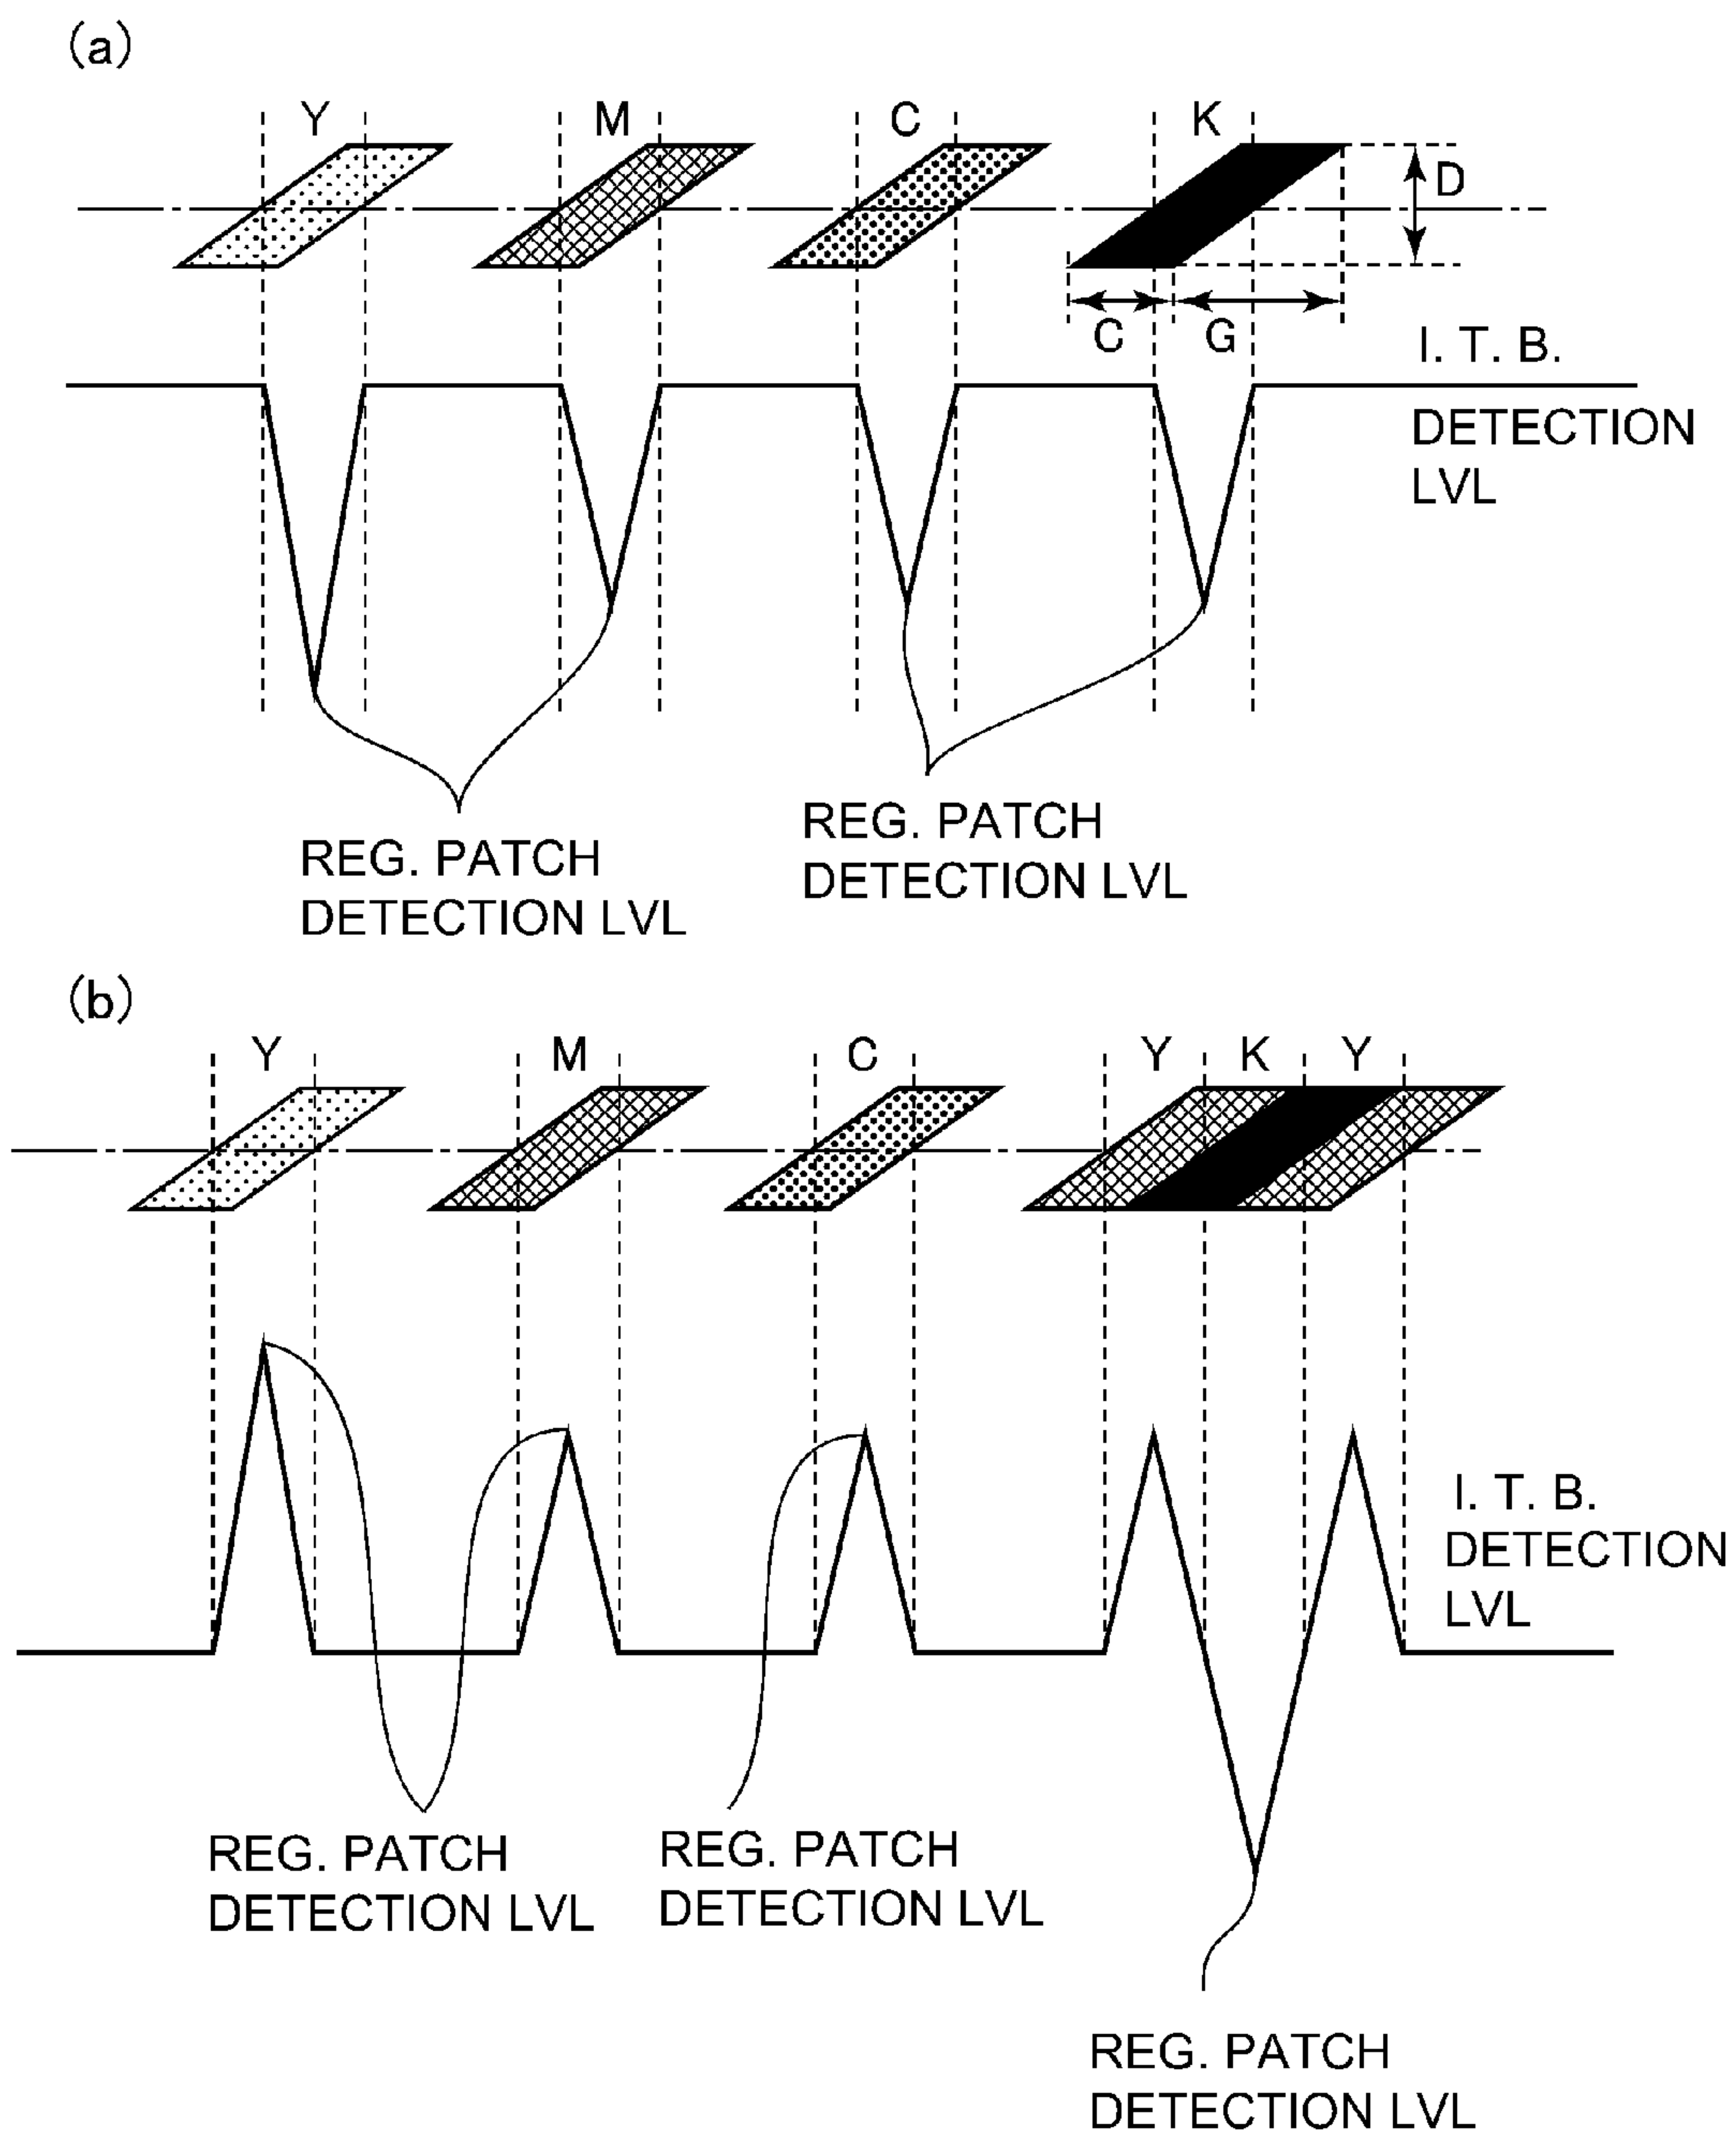 (a)
Y M C K
D
C G
I. T. B.
DETECTION
LVL
REG. PATCH
DETECTION LVL
REG. PATCH
DETECTION LVL
(b)
Y M C Y K Y
I. T. B.
DETECTION
LVL
REG. PATCH
DETECTION LVL
REG. PATCH
DETECTION LVL
REG. PATCH
DETECTION LVL